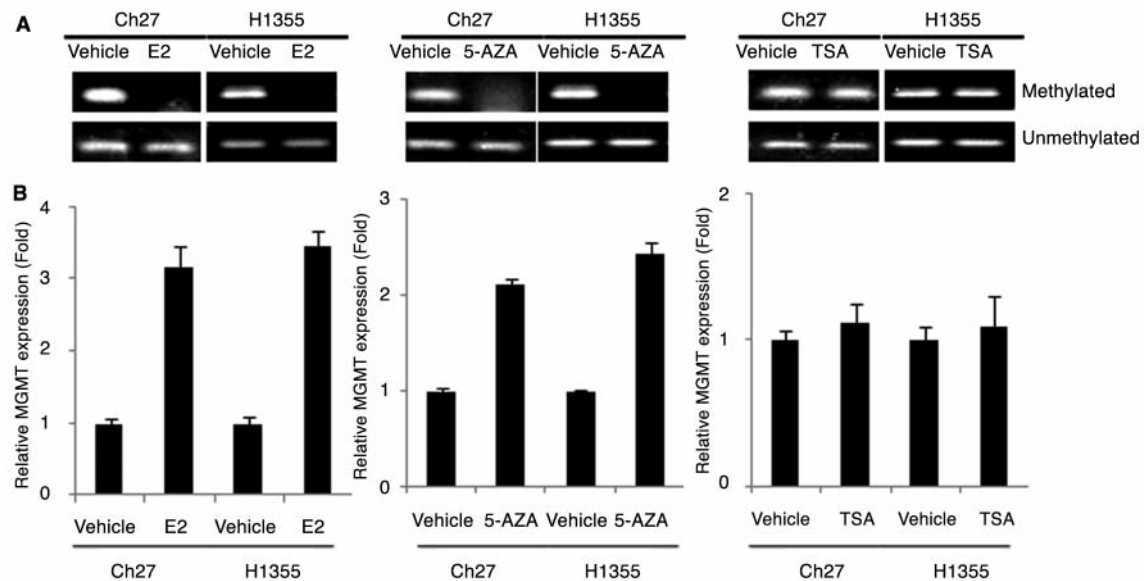 A
Ch27 H1355 Ch27 H1355 Ch27 H1355
Vehicle E2 Vehicle E2 Vehicle 5-AZA Vehicle 5-AZA Vehicle TSA Vehicle TSA
Methylated
Unmethylated
B
Relative MGMT expression (Fold)
4
3
2
1
0
Vehicle E2 Vehicle E2
Ch27 H1355
Relative MGMT expression (Fold)
3
2
1
0
Vehicle 5-AZA Vehicle 5-AZA
Ch27 H1355
Relative MGMT expression (Fold)
2
1
0
Vehicle TSA Vehicle TSA
Ch27 H1355